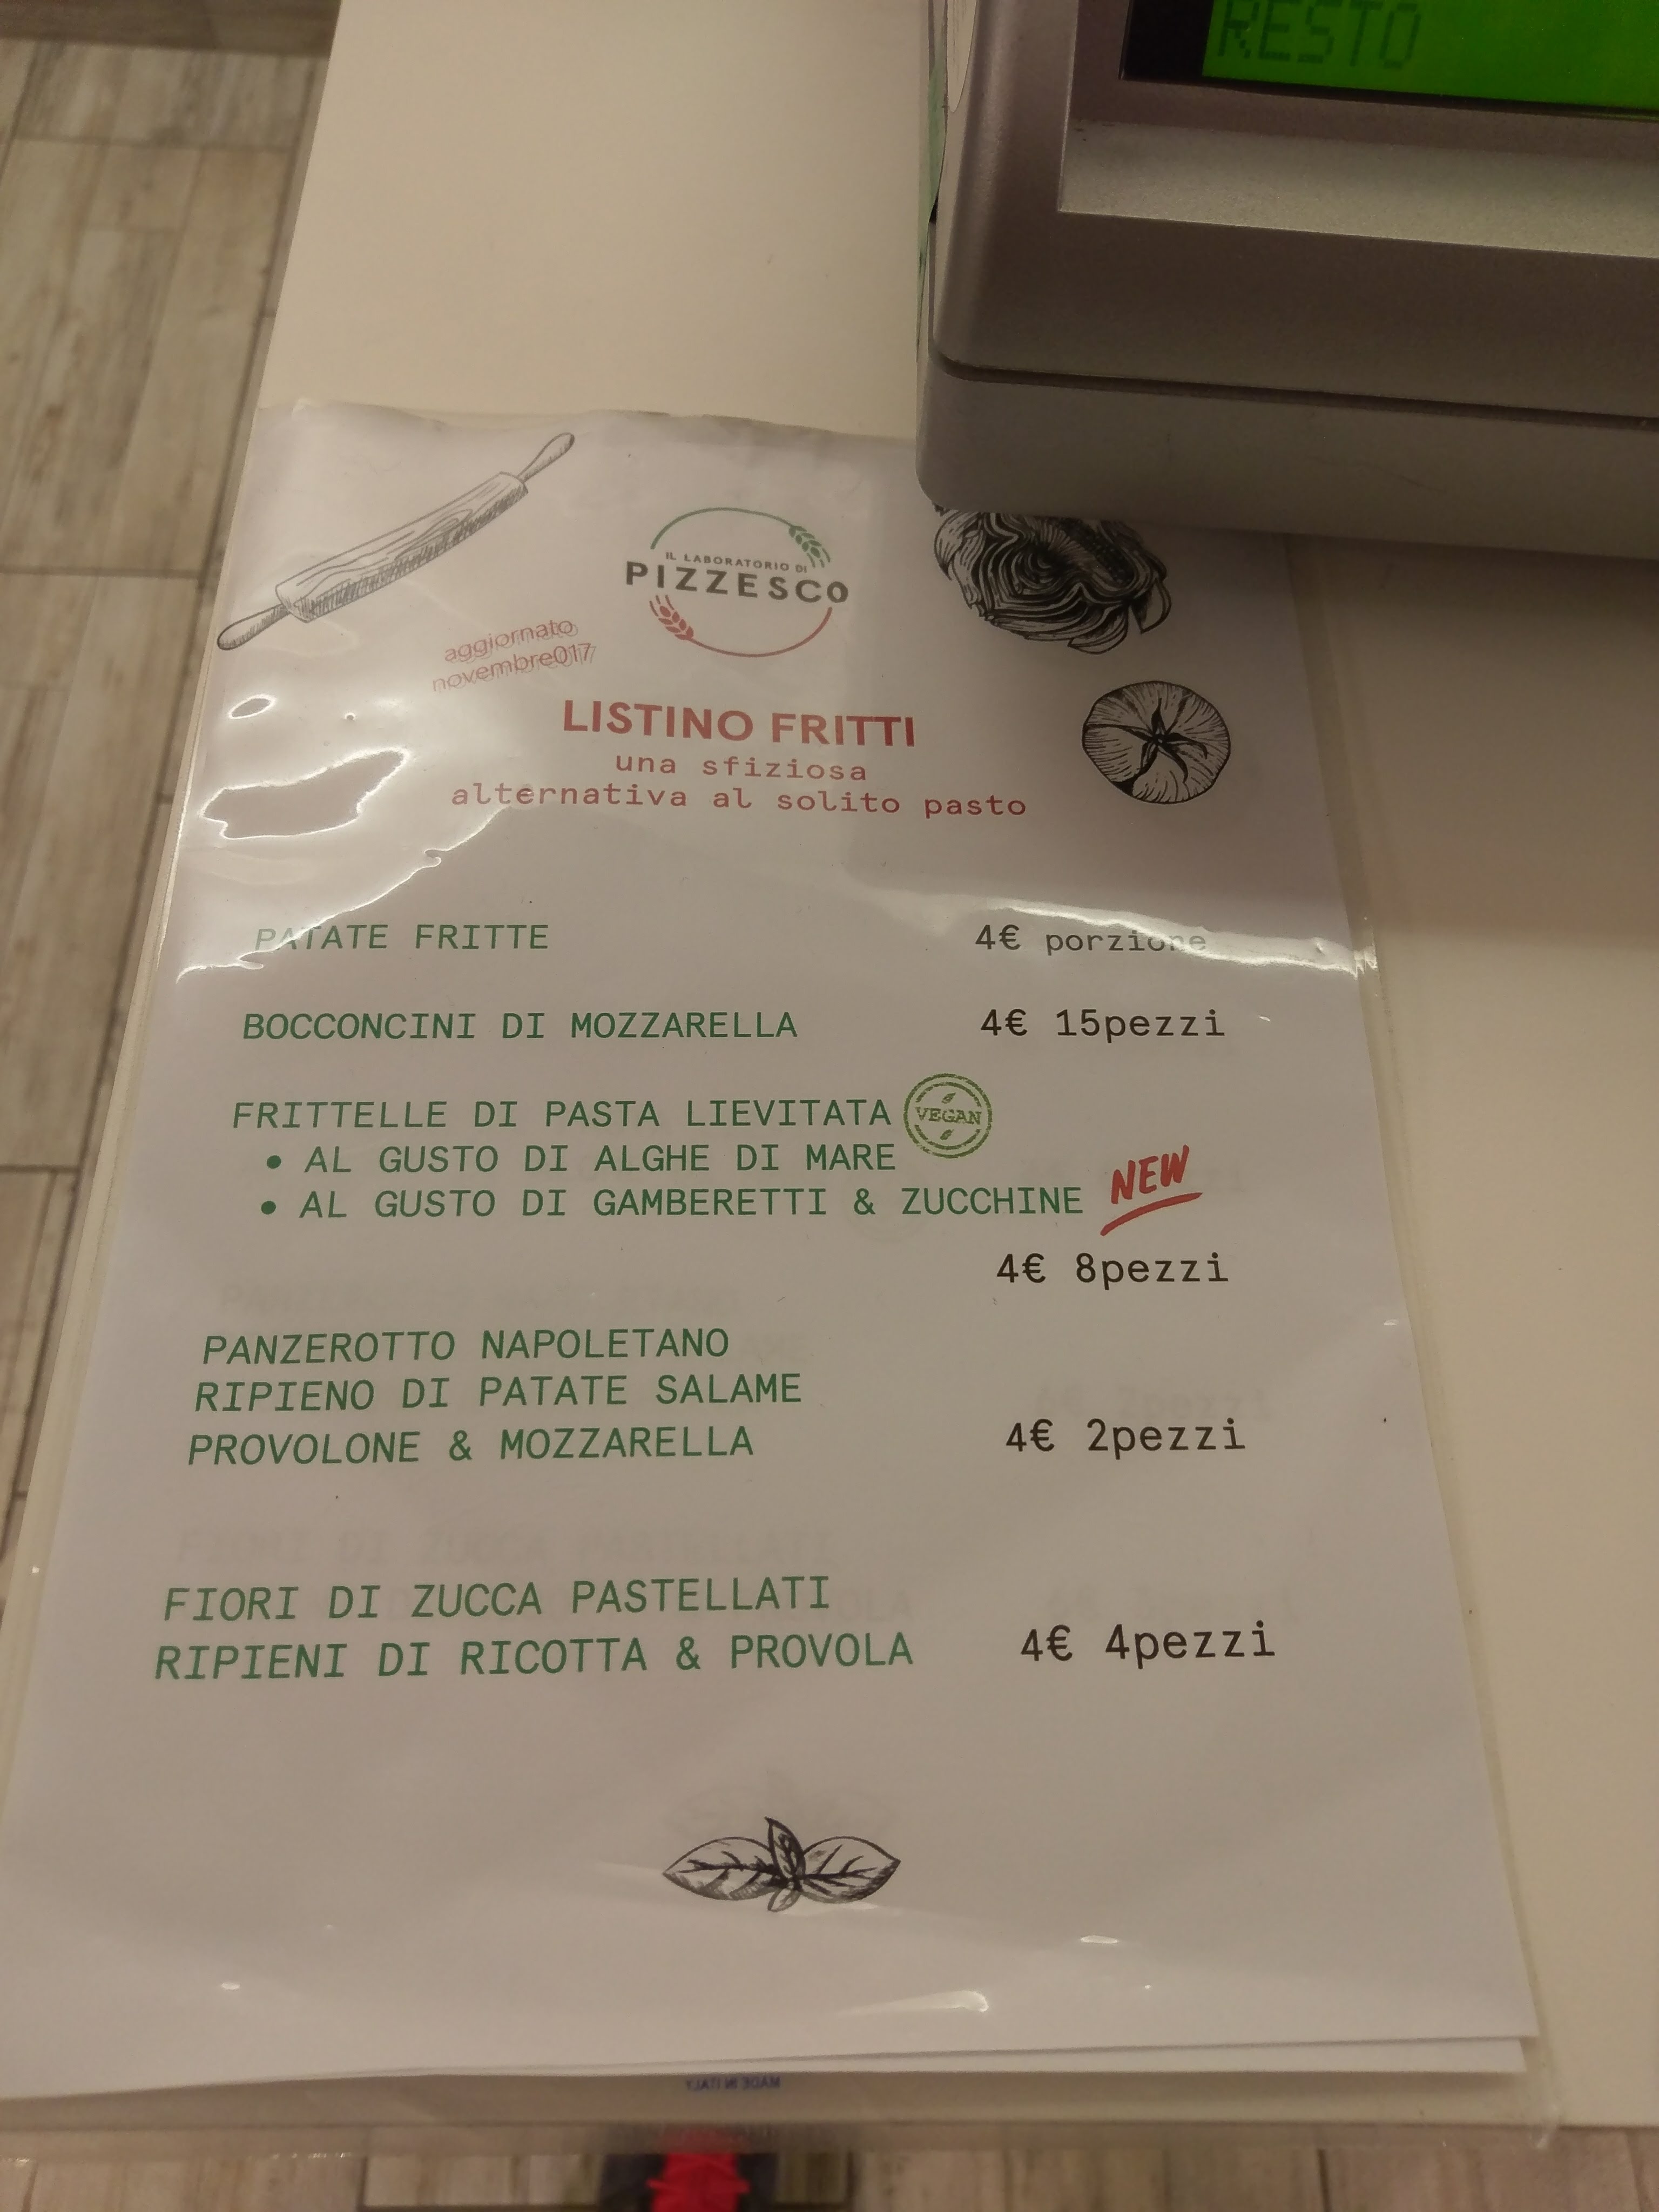 RESTO
IL LABORATORIO DI
PIZZESCO
aggiornato
novembre017
LISTINO FRITTI
una sfiziosa
alternativa al solito pasto
PATATE FRITTE 4€ porzione
BOCCONCINI DI MOZZARELLA 4€ 15pezzi
FRITTELLE DI PASTA LIEVITATA VEGAN
• AL GUSTO DI ALGHE DI MARE
• AL GUSTO DI GAMBERETTI & ZUCCHINE NEW
4€ 8pezzi
PANZEROTTO NAPOLETANO
RIPIENO DI PATATE SALAME
PROVOLONE & MOZZARELLA 4€ 2pezzi
FIORI DI ZUCCA PASTELLATI
RIPIENI DI RICOTTA & PROVOLA 4€ 4pezzi
MADE IN ITALY